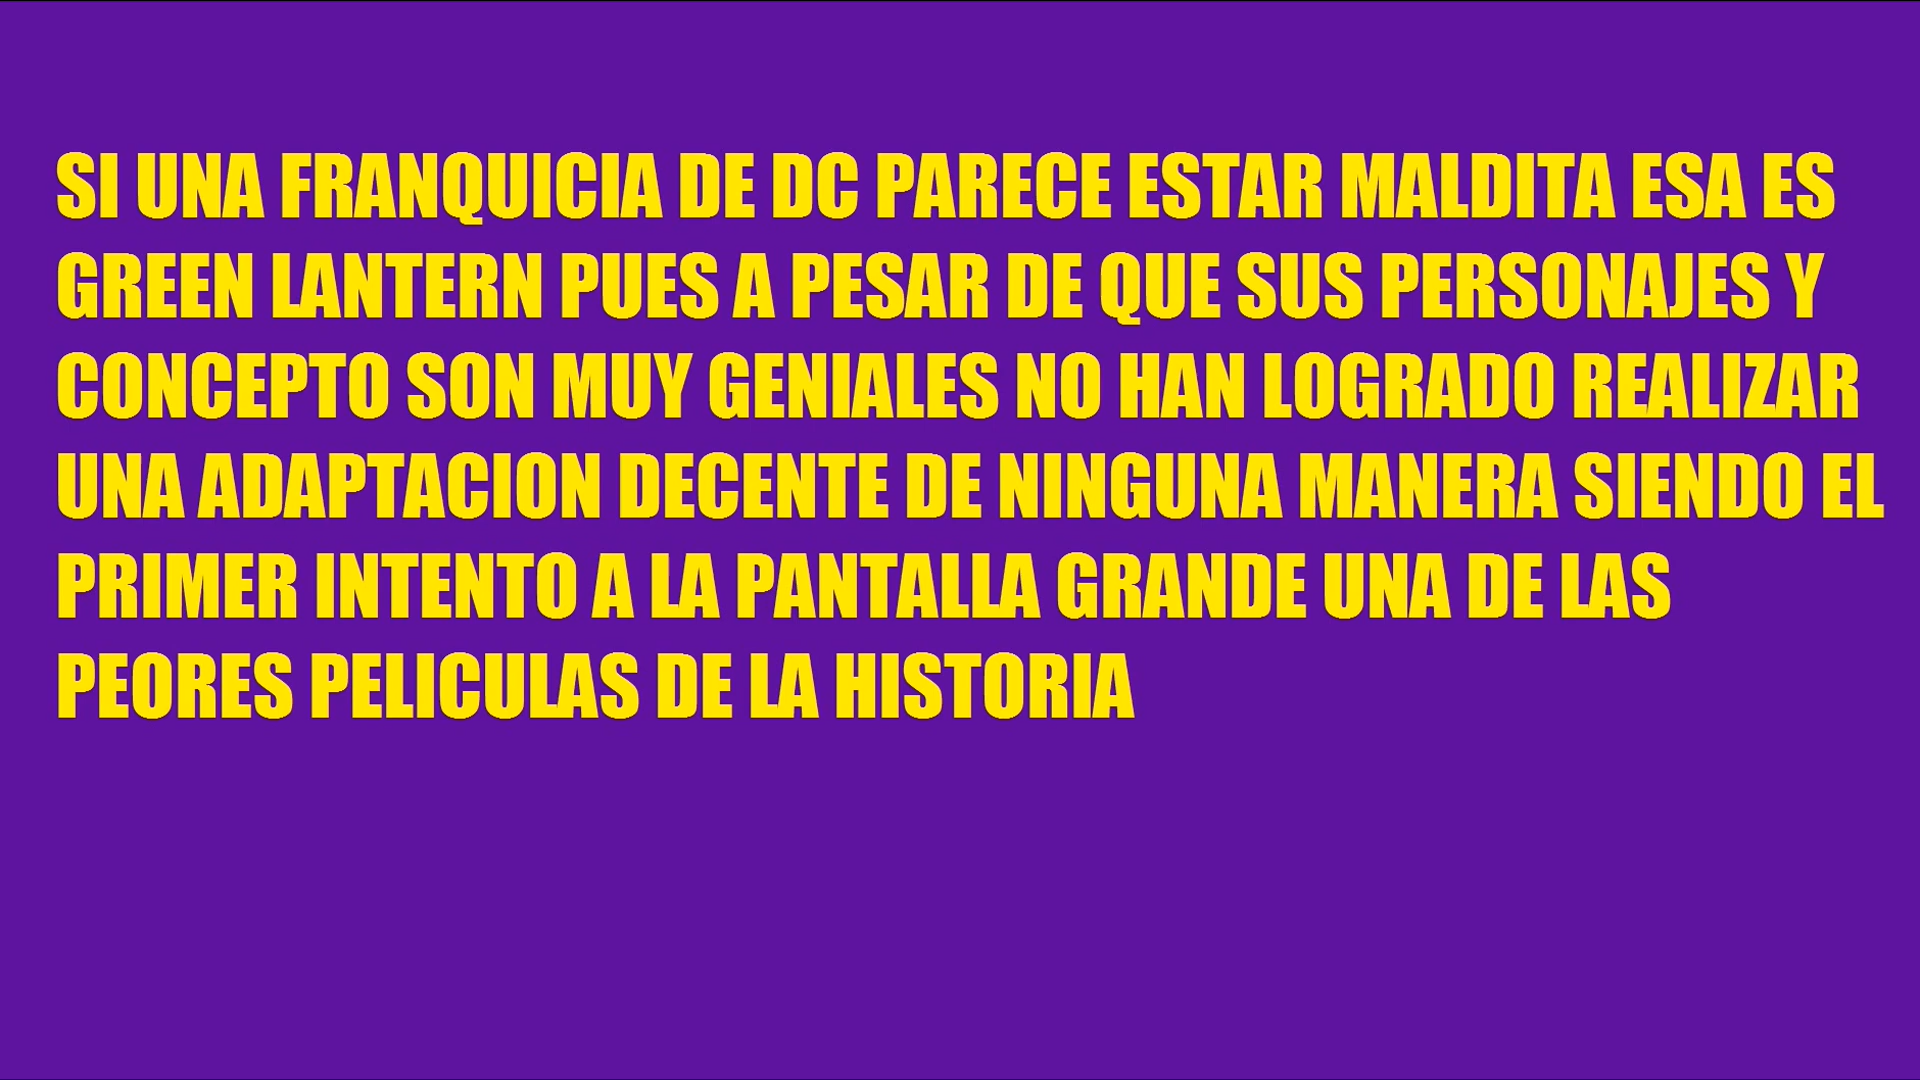 SI UNA FRANQUICIA DE DC PARECE ESTAR MALDITA ESA ES
GREEN LANTERN PUES A PESAR DE QUE SUS PERSONAJES Y
CONCEPTO SON MUY GENIALES NO HAN LOGRADO REALIZAR
UNA ADAPTACION DECENTE DE NINGUNA MANERA SIENDO EL
PRIMER INTENTO A LA PANTALLA GRANDE UNA DE LAS
PEORES PELICULAS DE LA HISTORIA